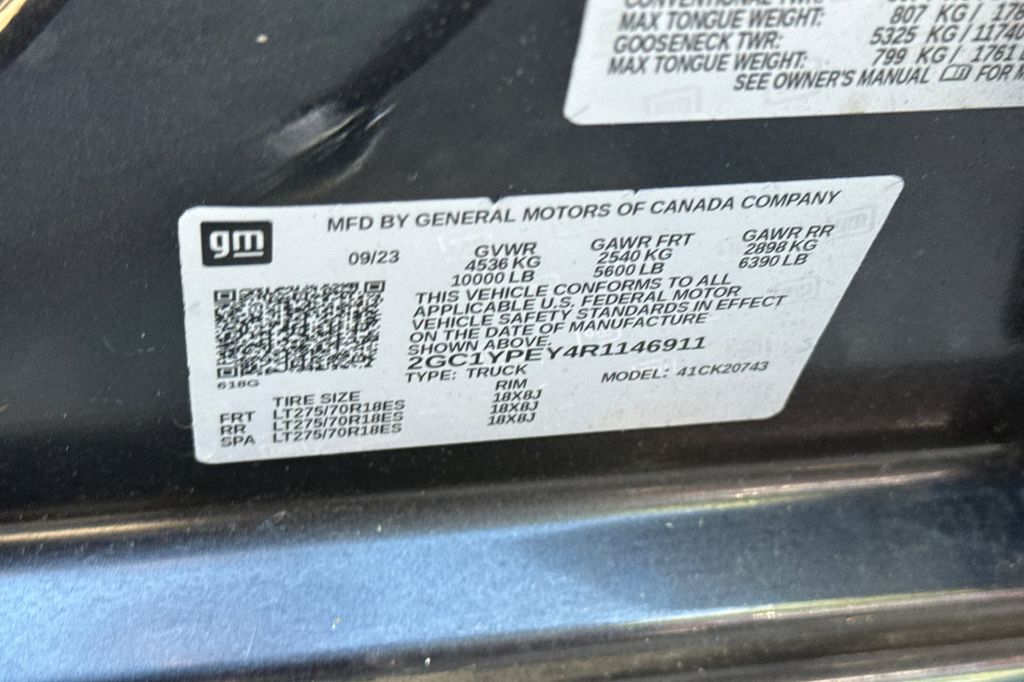 MAX TONGUE WEIGHT: 807 KG/ 178
GOOSENECK TWR: 5325 KG/11740
MAX TONGUE WEIGHT: 799 KG/ 1761
SEE OWNER'S MANUAL FOR M
gm
MFD BY GENERAL MOTORS OF CANADA COMPANY
09/23 GVWR GAWR FRT GAWR RR
4536 KG 2540 KG 2898 KG
10000 LB 5600 LB 6390 LB
THIS VEHICLE CONFORMS TO ALL
APPLICABLE U.S. FEDERAL MOTOR
VEHICLE SAFETY STANDARDS IN EFFECT
ON THE DATE OF MANUFACTURE
SHOWN ABOVE.
2GC1YPEY4R1146911
TYPE: TRUCK MODEL: 41CK20743
618G
TIRE SIZE RIM
FRT LT275/70R18ES 18X8J
RR LT275/70R18ES 18X8J
SPA LT275/70R18ES 18X8J